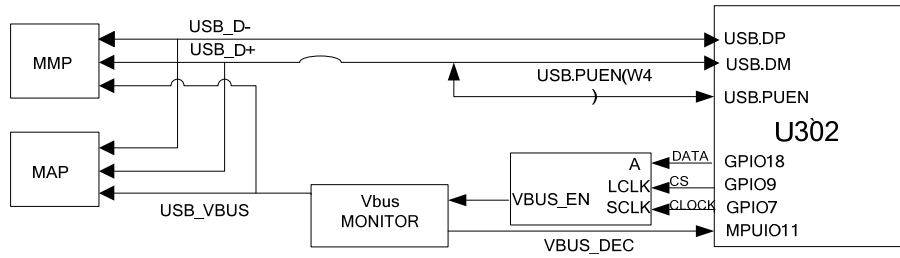 USB_D-
USB_D+
MMP
USB.DP
USB.DM
USB.PUEN(W4
)
USB.PUEN
U302
MAP
A
DATA
GPIO18
LCLK
CS
GPIO9
VBUS_EN
SCLK
CLOCK
GPIO7
USB_VBUS
Vbus
MONITOR
MPUIO11
VBUS_DEC